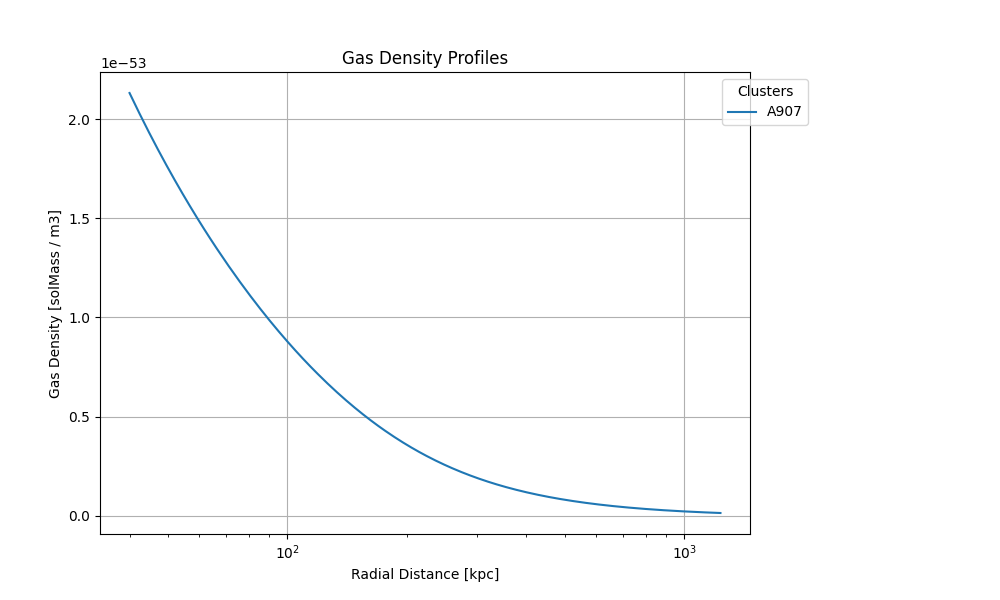 Gas Density Profiles
1e−53
Clusters
A907
2.0
1.5
1.0
0.5
0.0
Gas Density [solMass / m3]
10²
10³
Radial Distance [kpc]